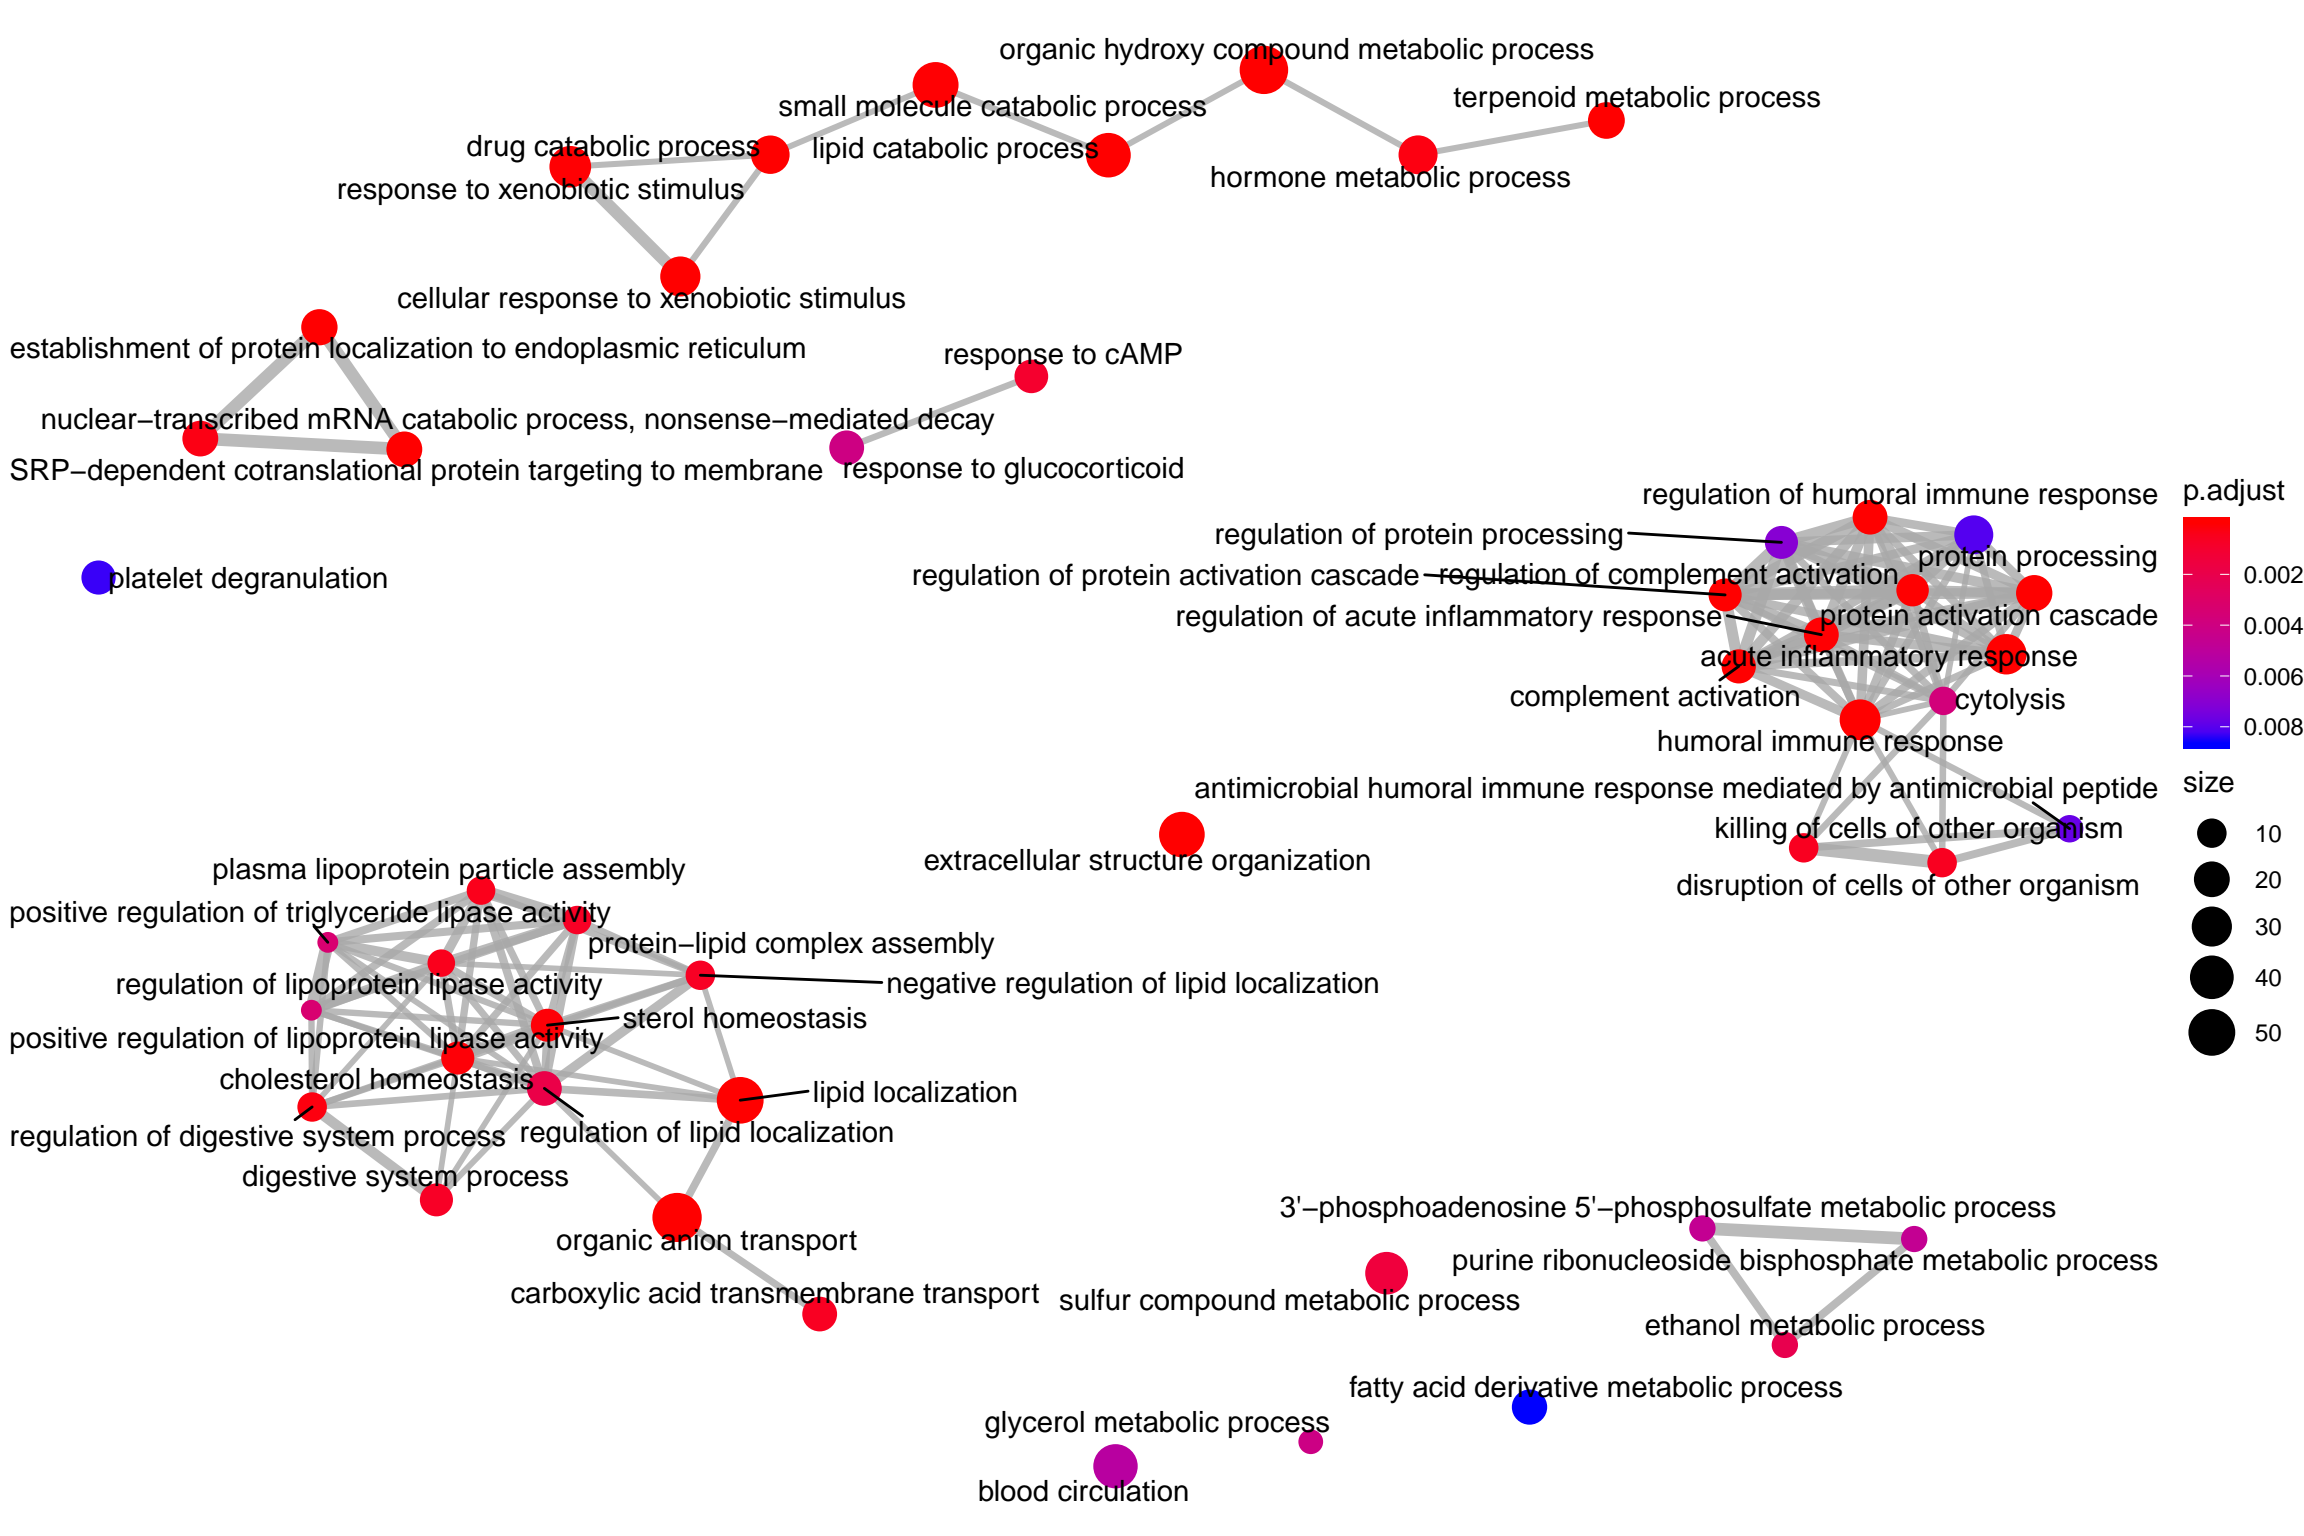 organic hydroxy compound metabolic process
terpenoid metabolic process
small molecule catabolic process
drug catabolic process
lipid catabolic process
hormone metabolic process
response to xenobiotic stimulus
cellular response to xenobiotic stimulus
establishment of protein localization to endoplasmic reticulum
response to cAMP
nuclear−transcribed mRNA catabolic process, nonsense−mediated decay
SRP−dependent cotranslational protein targeting to membrane
response to glucocorticoid
platelet degranulation
regulation of humoral immune response
regulation of protein processing
protein processing
regulation of protein activation cascade
regulation of complement activation
regulation of acute inflammatory response
protein activation cascade
acute inflammatory response
complement activation
cytolysis
humoral immune response
antimicrobial humoral immune response mediated by antimicrobial peptide
killing of cells of other organism
disruption of cells of other organism
extracellular structure organization
plasma lipoprotein particle assembly
positive regulation of triglyceride lipase activity
protein−lipid complex assembly
regulation of lipoprotein lipase activity
negative regulation of lipid localization
sterol homeostasis
positive regulation of lipoprotein lipase activity
cholesterol homeostasis
lipid localization
regulation of digestive system process
regulation of lipid localization
digestive system process
organic anion transport
carboxylic acid transmembrane transport
3'−phosphoadenosine 5'−phosphosulfate metabolic process
purine ribonucleoside bisphosphate metabolic process
sulfur compound metabolic process
ethanol metabolic process
fatty acid derivative metabolic process
glycerol metabolic process
blood circulation
p.adjust
0.002
0.004
0.006
0.008
size
10
20
30
40
50